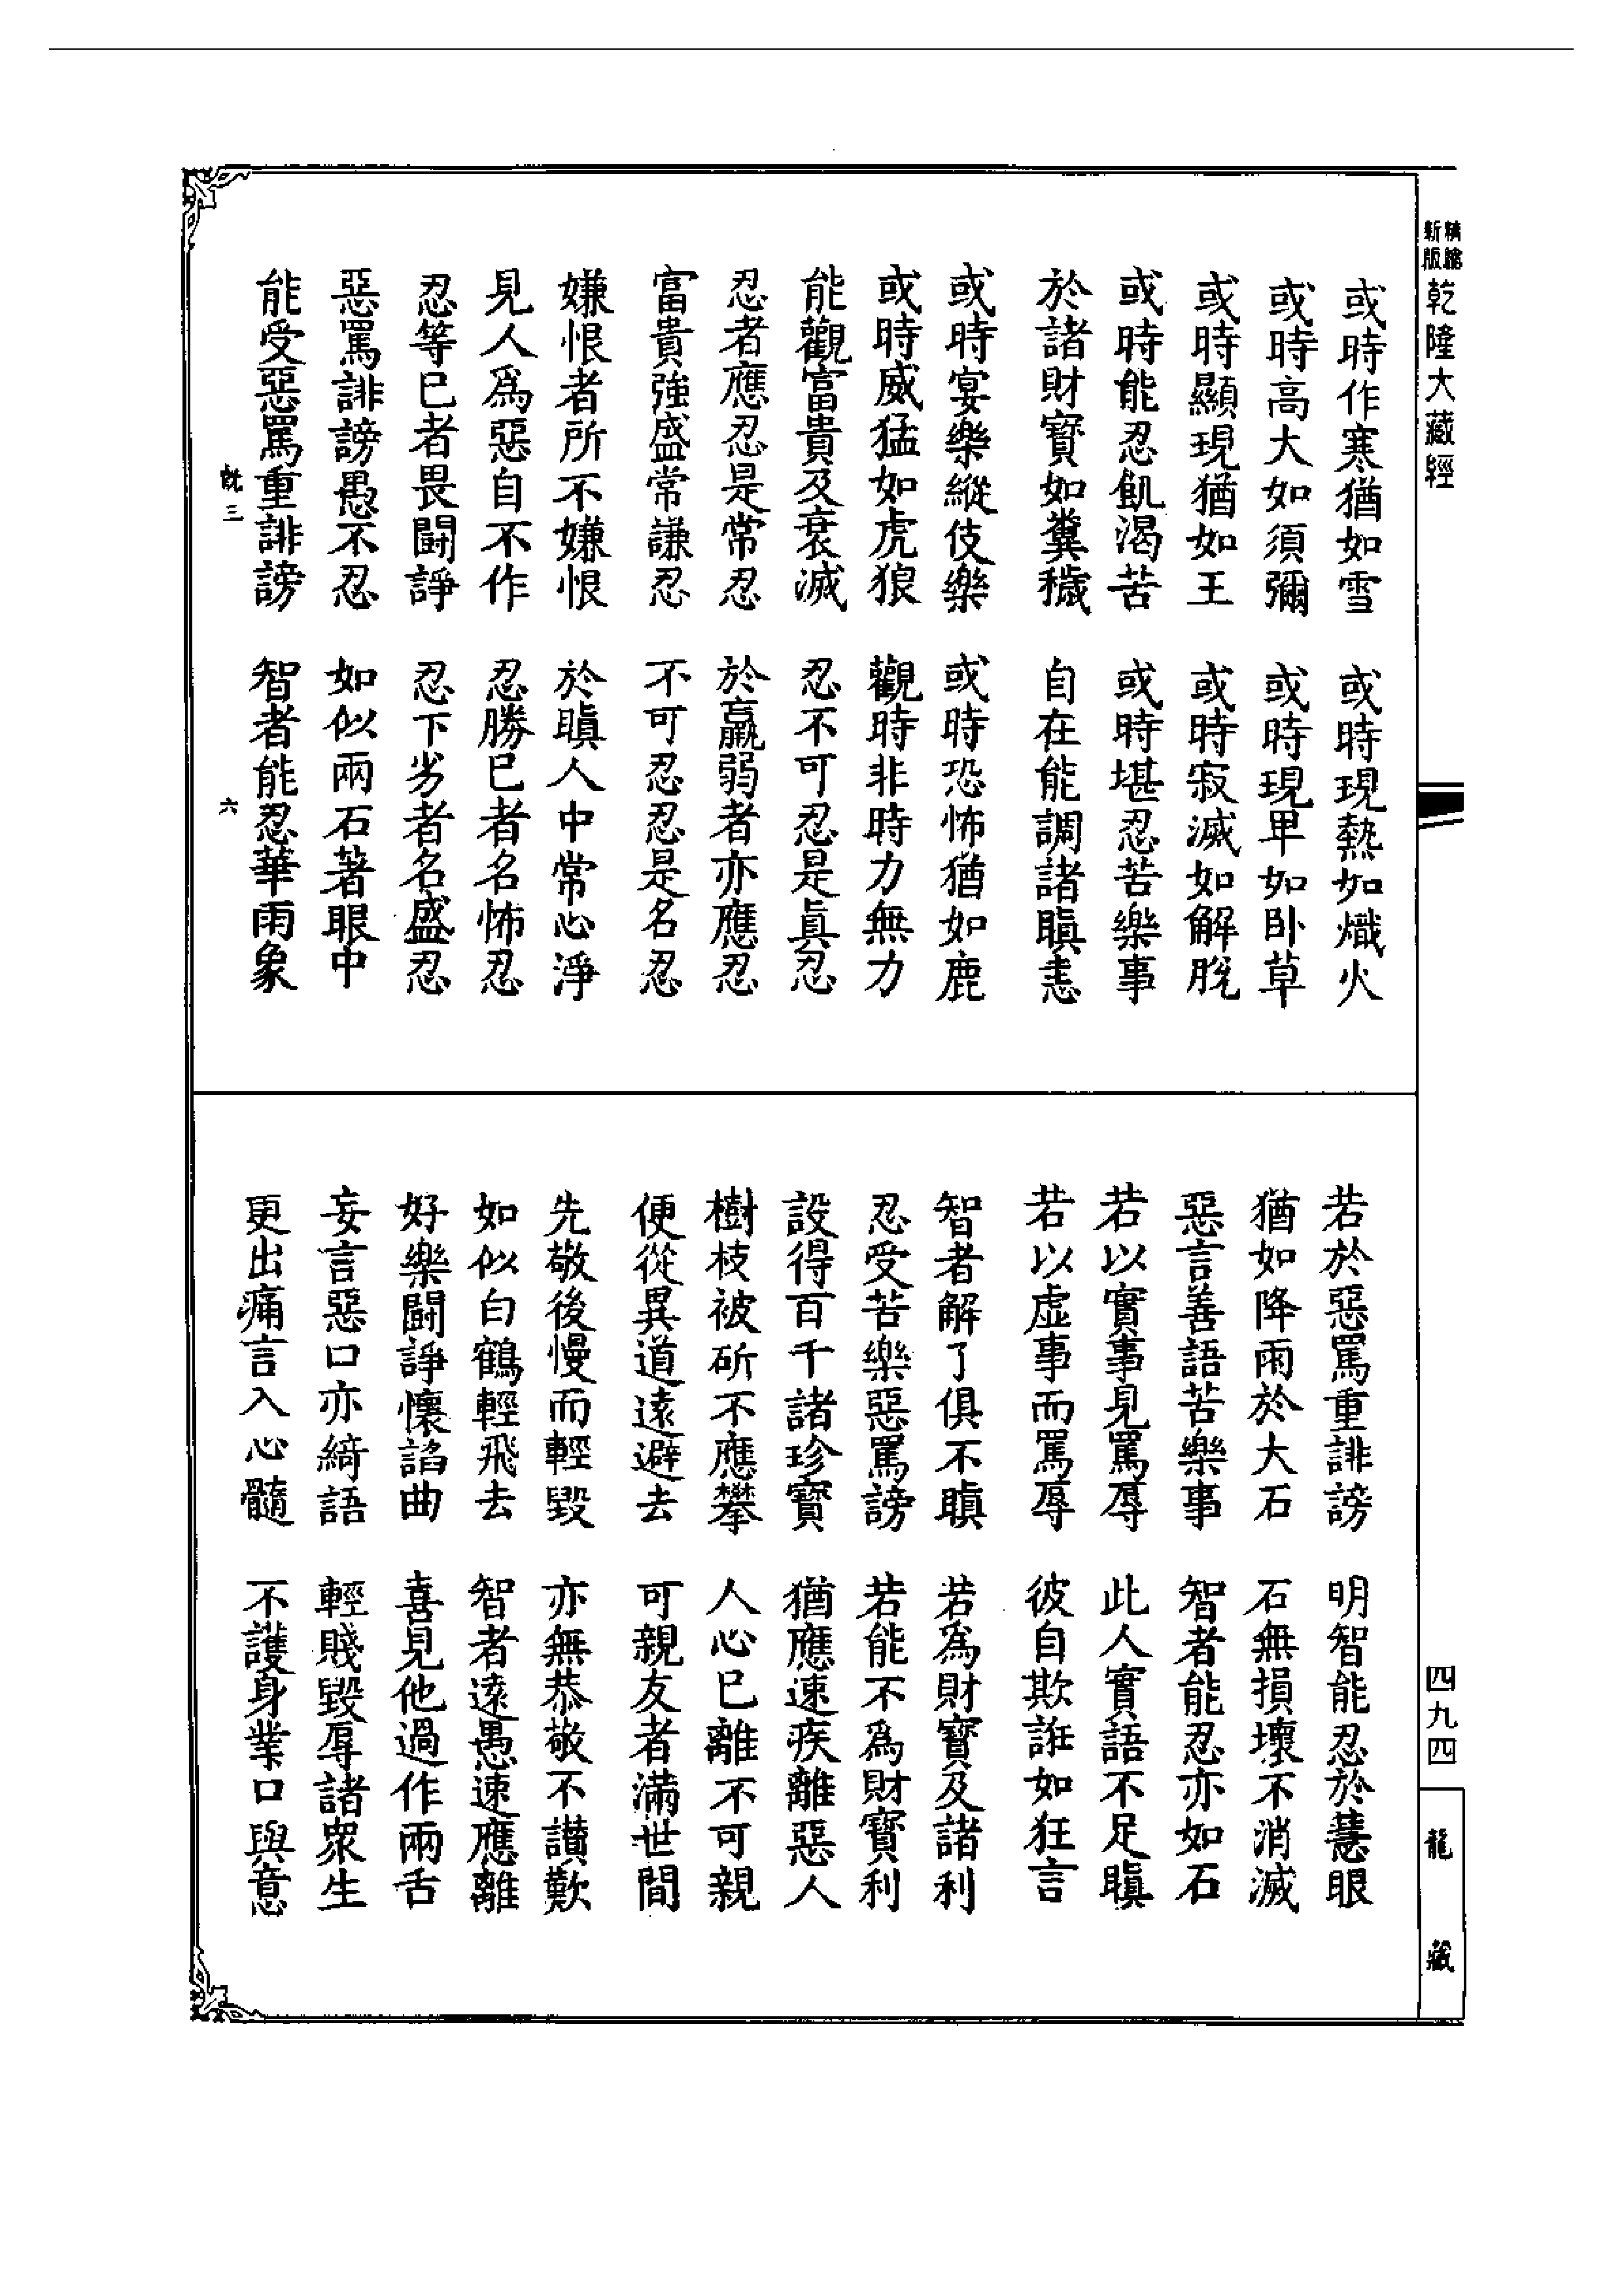 精縮
新版
乾隆大藏經
或時作寒猶如雪　或時現熱如熾火
或時高大如須彌　或時現卑如卧草
或時顯現猶如王　或時寂滅如解脫
或時能忍飢渴苦　或時堪忍苦樂事
於諸財寶如糞穢　自在能調諸瞋恚
或時宴樂縱伎樂　或時恐怖猶如鹿
或時威猛如虎狼　觀時非時力無力
能觀富貴及衰滅　忍不可忍是真忍
忍者應忍是常忍　於羸弱者亦應忍
富貴強盛常謙忍　不可忍忍是名忍
嫌恨者所不嫌恨　於瞋人中常心淨
見人為惡自不作　忍勝已者名怖忍
忍等已者畏鬪諍　忍下劣者名盛忍
惡罵誹謗愚不忍　如似兩石著眼中
能受惡罵重誹謗　智者能忍華雨象
既三　六
若於惡罵重誹謗　明智能忍於慧眼
猶如降雨於大石　石無損壞不消滅
惡言善語苦樂事　智者能忍亦如石
若以實事見罵辱　此人實語不足瞋
若以虛事而罵辱　彼自欺誑如狂言
智者解了俱不瞋　若為財寶及諸利
忍受苦樂惡罵謗　若能不為財寶利
設得百千諸珍寶　猶應速疾離惡人
樹枝被斫不應攀　人心已離不可親
便從異道遠避去　可親友者滿世間
先敬後慢而輕毀　亦無恭敬不讚歎
如似白鶴輕飛去　智者遠愚速應離
好樂鬪諍懷諂曲　喜見他過作兩舌
妄言惡口亦綺語　輕賤毀辱諸眾生
更出痛言入心髓　不護身業口與意
四九四
龍藏